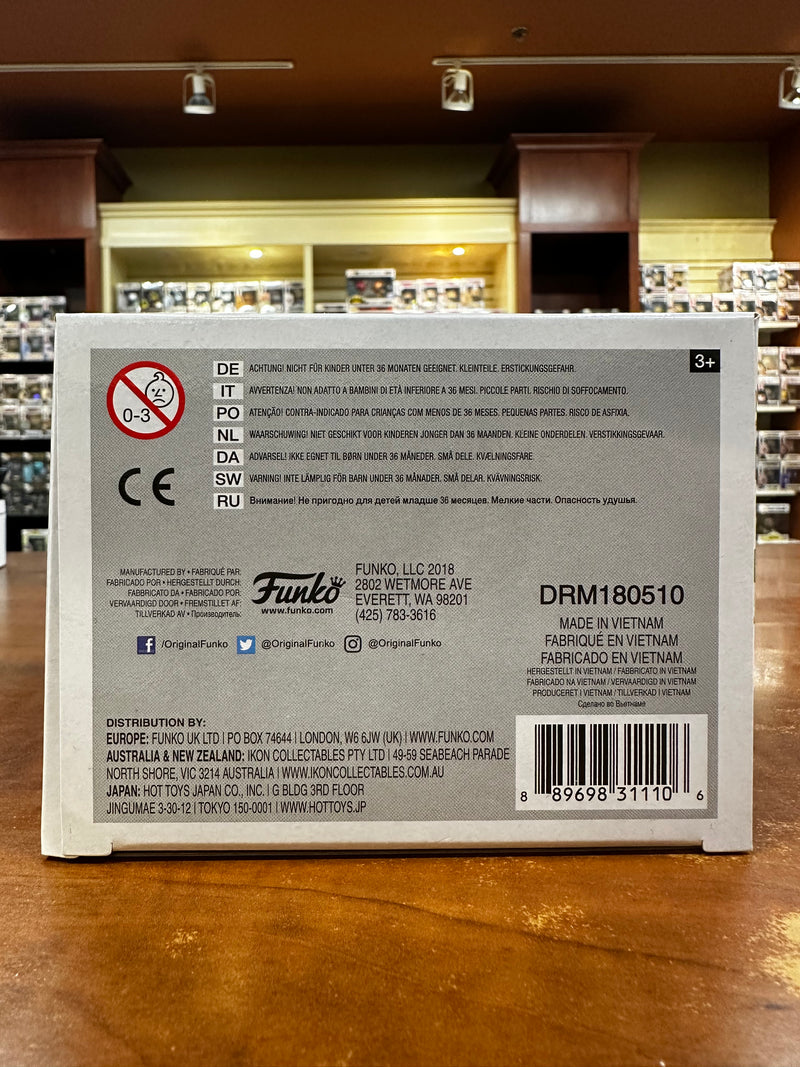 3+
0-3
DE ACHTUNG! NICHT FÜR KINDER UNTER 36 MONATEN GEEIGNET. KLEINTEILE. ERSTICKUNGSGEFAHR.
IT AVVERTENZA! NON ADATTO A BAMBINI DI ETÀ INFERIORE A 36 MESI. PICCOLE PARTI. RISCHIO DI SOFFOCAMENTO.
PO ATENÇÃO! CONTRA-INDICADO PARA CRIANÇAS COM MENOS DE 36 MESES. PEQUENAS PARTES. RISCO DE ASFIXIA.
NL WAARSCHUWING! NIET GESCHIKT VOOR KINDEREN JONGER DAN 36 MAANDEN. KLEINE ONDERDELEN. VERSTIKKINGSGEVAAR.
DA ADVARSEL! IKKE EGNET TIL BØRN UNDER 36 MÅNEDER. SMÅ DELE. KVÆLNINGSFARE.
SW VARNING! INTE LÄMPLIG FÖR BARN UNDER 36 MÅNADER. SMÅ DELAR. KVÄVNINGSRISK.
RU Внимание! Не пригодно для детей младше 36 месяцев. Мелкие части. Опасность удушья.
CE
MANUFACTURED BY • FABRIQUÉ PAR:
FABRICADO POR • HERGESTELLT DURCH:
FABBRICATO DA • FABRICADO POR:
VERVAARDIGD DOOR • FREMSTILLET AF:
TILLVERKAD AV • Производитель:
Funko
www.funko.com
FUNKO, LLC 2018
2802 WETMORE AVE
EVERETT, WA 98201
(425) 783-3616
/OriginalFunko @OriginalFunko @OriginalFunko
DRM180510
MADE IN VIETNAM
FABRIQUÉ EN VIETNAM
FABRICADO EN VIETNAM
HERGESTELLT IN VIETNAM / FABBRICATO IN VIETNAM
FABRICADO NA VIETNAM / VERVAARDIGD IN VIETNAM
PRODUCERET I VIETNAM / TILLVERKAD I VIETNAM
Сделано во Вьетнаме
DISTRIBUTION BY:
EUROPE: FUNKO UK LTD | PO BOX 74644 | LONDON, W6 6JW (UK) | WWW.FUNKO.COM
AUSTRALIA & NEW ZEALAND: IKON COLLECTABLES PTY LTD | 49-59 SEABEACH PARADE
NORTH SHORE, VIC 3214 AUSTRALIA | WWW.IKONCOLLECTABLES.COM.AU
JAPAN: HOT TOYS JAPAN CO., INC. | G BLDG 3RD FLOOR
JINGUMAE 3-30-12 | TOKYO 150-0001 | WWW.HOTTOYS.JP
8 89698 31110 6